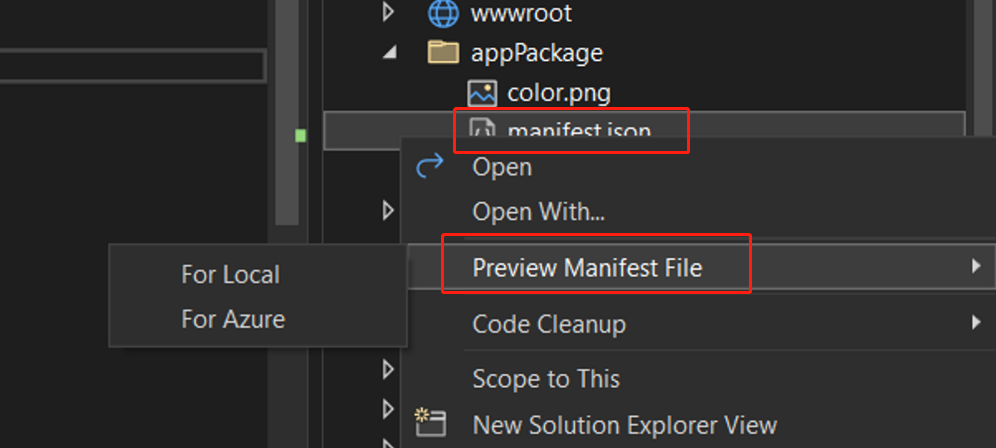 wwwroot
appPackage
color.png
manifest.json
Open
Open With...
Preview Manifest File
For Local
For Azure
Code Cleanup
Scope to This
New Solution Explorer View